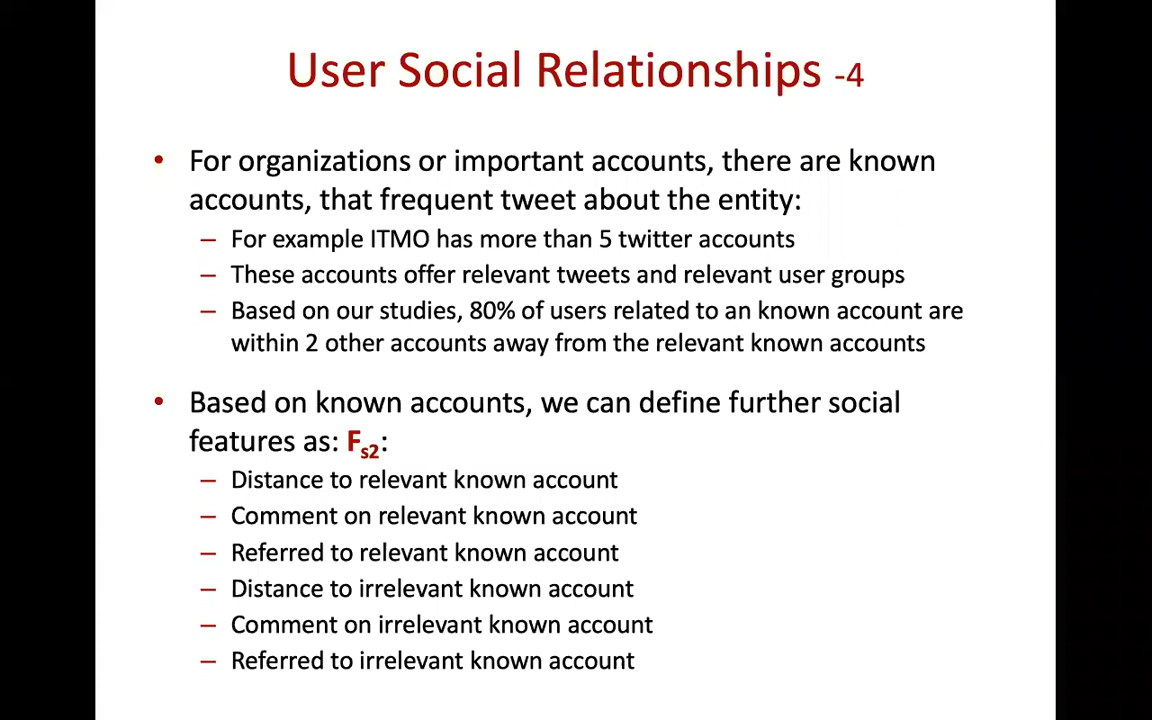 User Social Relationships -4
• For organizations or important accounts, there are known
accounts, that frequent tweet about the entity:
– For example ITMO has more than 5 twitter accounts
– These accounts offer relevant tweets and relevant user groups
– Based on our studies, 80% of users related to an known account are
within 2 other accounts away from the relevant known accounts
• Based on known accounts, we can define further social
features as: Fs2:
– Distance to relevant known account
– Comment on relevant known account
– Referred to relevant known account
– Distance to irrelevant known account
– Comment on irrelevant known account
– Referred to irrelevant known account